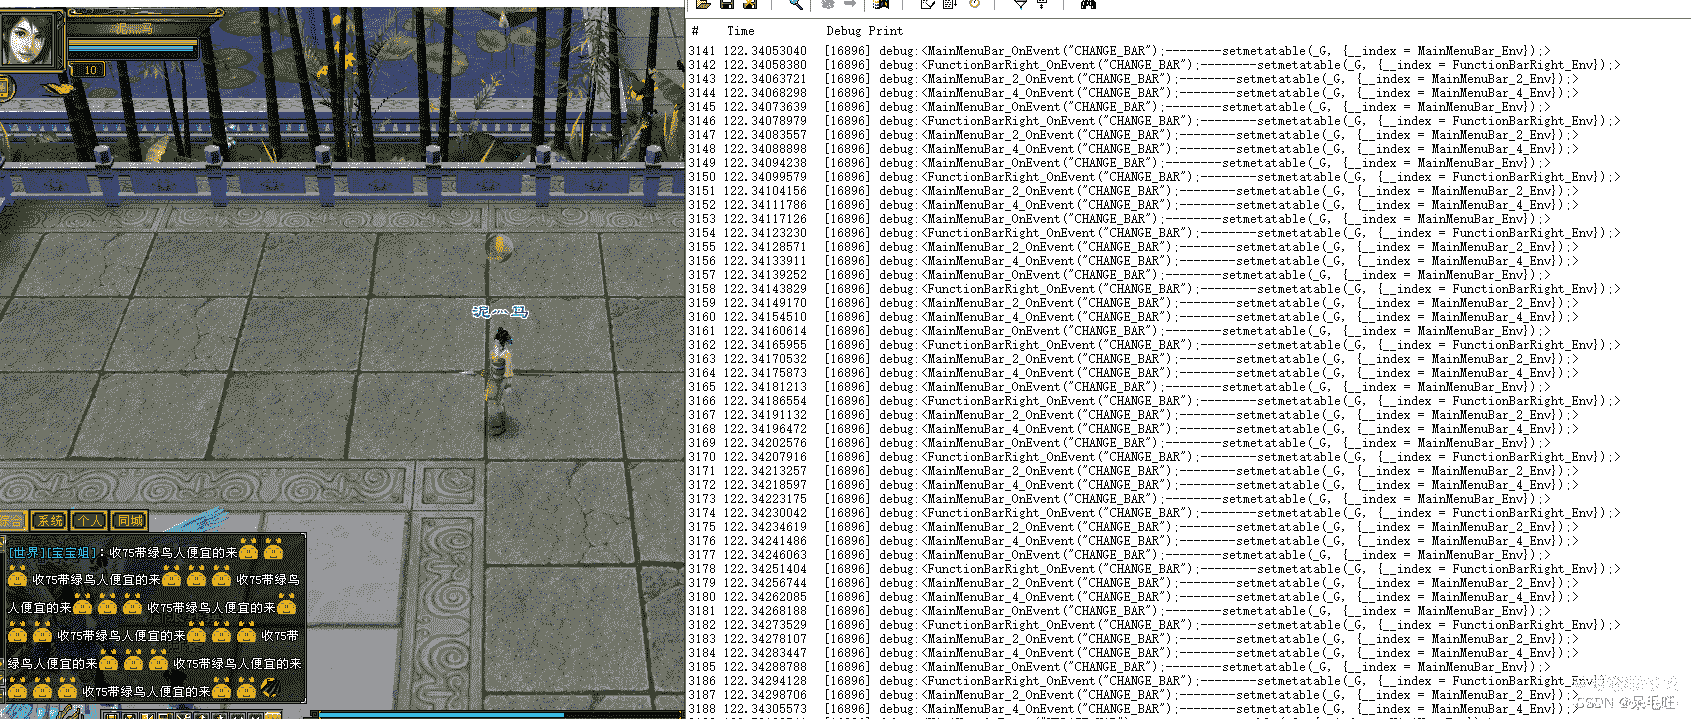 泥灬马
10
泥灬马
综合 系统 个人 同城
[世界][宝宝姐]：收75带绿鸟人便宜的来
收75带绿鸟人便宜的来 收75带绿鸟
人便宜的来 收75带绿鸟人便宜的来
收75带绿鸟人便宜的来 收75带
绿鸟人便宜的来 收75带绿鸟人便宜的来
收75带绿鸟人便宜的来
# Time Debug Print
3141 122.34053040 [16896] debug:<MainMenuBar_OnEvent("CHANGE_BAR");--------setmetatable(_G, {__index = MainMenuBar_Env});>
3142 122.34058380 [16896] debug:<FunctionBarRight_OnEvent("CHANGE_BAR");--------setmetatable(_G, {__index = FunctionBarRight_Env});>
3143 122.34063721 [16896] debug:<MainMenuBar_2_OnEvent("CHANGE_BAR");--------setmetatable(_G, {__index = MainMenuBar_2_Env});>
3144 122.34068298 [16896] debug:<MainMenuBar_4_OnEvent("CHANGE_BAR");--------setmetatable(_G, {__index = MainMenuBar_4_Env});>
3145 122.34073639 [16896] debug:<MainMenuBar_OnEvent("CHANGE_BAR");--------setmetatable(_G, {__index = MainMenuBar_Env});>
3146 122.34078979 [16896] debug:<FunctionBarRight_OnEvent("CHANGE_BAR");--------setmetatable(_G, {__index = FunctionBarRight_Env});>
3147 122.34083557 [16896] debug:<MainMenuBar_2_OnEvent("CHANGE_BAR");--------setmetatable(_G, {__index = MainMenuBar_2_Env});>
3148 122.34088898 [16896] debug:<MainMenuBar_4_OnEvent("CHANGE_BAR");--------setmetatable(_G, {__index = MainMenuBar_4_Env});>
3149 122.34094238 [16896] debug:<MainMenuBar_OnEvent("CHANGE_BAR");--------setmetatable(_G, {__index = MainMenuBar_Env});>
3150 122.34099579 [16896] debug:<FunctionBarRight_OnEvent("CHANGE_BAR");--------setmetatable(_G, {__index = FunctionBarRight_Env});>
3151 122.34104156 [16896] debug:<MainMenuBar_2_OnEvent("CHANGE_BAR");--------setmetatable(_G, {__index = MainMenuBar_2_Env});>
3152 122.34111786 [16896] debug:<MainMenuBar_4_OnEvent("CHANGE_BAR");--------setmetatable(_G, {__index = MainMenuBar_4_Env});>
3153 122.34117126 [16896] debug:<MainMenuBar_OnEvent("CHANGE_BAR");--------setmetatable(_G, {__index = MainMenuBar_Env});>
3154 122.34123230 [16896] debug:<FunctionBarRight_OnEvent("CHANGE_BAR");--------setmetatable(_G, {__index = FunctionBarRight_Env});>
3155 122.34128571 [16896] debug:<MainMenuBar_2_OnEvent("CHANGE_BAR");--------setmetatable(_G, {__index = MainMenuBar_2_Env});>
3156 122.34133911 [16896] debug:<MainMenuBar_4_OnEvent("CHANGE_BAR");--------setmetatable(_G, {__index = MainMenuBar_4_Env});>
3157 122.34139252 [16896] debug:<MainMenuBar_OnEvent("CHANGE_BAR");--------setmetatable(_G, {__index = MainMenuBar_Env});>
3158 122.34143829 [16896] debug:<FunctionBarRight_OnEvent("CHANGE_BAR");--------setmetatable(_G, {__index = FunctionBarRight_Env});>
3159 122.34149170 [16896] debug:<MainMenuBar_2_OnEvent("CHANGE_BAR");--------setmetatable(_G, {__index = MainMenuBar_2_Env});>
3160 122.34154510 [16896] debug:<MainMenuBar_4_OnEvent("CHANGE_BAR");--------setmetatable(_G, {__index = MainMenuBar_4_Env});>
3161 122.34160614 [16896] debug:<MainMenuBar_OnEvent("CHANGE_BAR");--------setmetatable(_G, {__index = MainMenuBar_Env});>
3162 122.34165955 [16896] debug:<FunctionBarRight_OnEvent("CHANGE_BAR");--------setmetatable(_G, {__index = FunctionBarRight_Env});>
3163 122.34170532 [16896] debug:<MainMenuBar_2_OnEvent("CHANGE_BAR");--------setmetatable(_G, {__index = MainMenuBar_2_Env});>
3164 122.34175873 [16896] debug:<MainMenuBar_4_OnEvent("CHANGE_BAR");--------setmetatable(_G, {__index = MainMenuBar_4_Env});>
3165 122.34181213 [16896] debug:<MainMenuBar_OnEvent("CHANGE_BAR");--------setmetatable(_G, {__index = MainMenuBar_Env});>
3166 122.34186554 [16896] debug:<FunctionBarRight_OnEvent("CHANGE_BAR");--------setmetatable(_G, {__index = FunctionBarRight_Env});>
3167 122.34191132 [16896] debug:<MainMenuBar_2_OnEvent("CHANGE_BAR");--------setmetatable(_G, {__index = MainMenuBar_2_Env});>
3168 122.34196472 [16896] debug:<MainMenuBar_4_OnEvent("CHANGE_BAR");--------setmetatable(_G, {__index = MainMenuBar_4_Env});>
3169 122.34202576 [16896] debug:<MainMenuBar_OnEvent("CHANGE_BAR");--------setmetatable(_G, {__index = MainMenuBar_Env});>
3170 122.34207916 [16896] debug:<FunctionBarRight_OnEvent("CHANGE_BAR");--------setmetatable(_G, {__index = FunctionBarRight_Env});>
3171 122.34213257 [16896] debug:<MainMenuBar_2_OnEvent("CHANGE_BAR");--------setmetatable(_G, {__index = MainMenuBar_2_Env});>
3172 122.34218597 [16896] debug:<MainMenuBar_4_OnEvent("CHANGE_BAR");--------setmetatable(_G, {__index = MainMenuBar_4_Env});>
3173 122.34223175 [16896] debug:<MainMenuBar_OnEvent("CHANGE_BAR");--------setmetatable(_G, {__index = MainMenuBar_Env});>
3174 122.34230042 [16896] debug:<FunctionBarRight_OnEvent("CHANGE_BAR");--------setmetatable(_G, {__index = FunctionBarRight_Env});>
3175 122.34234619 [16896] debug:<MainMenuBar_2_OnEvent("CHANGE_BAR");--------setmetatable(_G, {__index = MainMenuBar_2_Env});>
3176 122.34241486 [16896] debug:<MainMenuBar_4_OnEvent("CHANGE_BAR");--------setmetatable(_G, {__index = MainMenuBar_4_Env});>
3177 122.34246063 [16896] debug:<MainMenuBar_OnEvent("CHANGE_BAR");--------setmetatable(_G, {__index = MainMenuBar_Env});>
3178 122.34251404 [16896] debug:<FunctionBarRight_OnEvent("CHANGE_BAR");--------setmetatable(_G, {__index = FunctionBarRight_Env});>
3179 122.34256744 [16896] debug:<MainMenuBar_2_OnEvent("CHANGE_BAR");--------setmetatable(_G, {__index = MainMenuBar_2_Env});>
3180 122.34262085 [16896] debug:<MainMenuBar_4_OnEvent("CHANGE_BAR");--------setmetatable(_G, {__index = MainMenuBar_4_Env});>
3181 122.34268188 [16896] debug:<MainMenuBar_OnEvent("CHANGE_BAR");--------setmetatable(_G, {__index = MainMenuBar_Env});>
3182 122.34273529 [16896] debug:<FunctionBarRight_OnEvent("CHANGE_BAR");--------setmetatable(_G, {__index = FunctionBarRight_Env});>
3183 122.34278107 [16896] debug:<MainMenuBar_2_OnEvent("CHANGE_BAR");--------setmetatable(_G, {__index = MainMenuBar_2_Env});>
3184 122.34283447 [16896] debug:<MainMenuBar_4_OnEvent("CHANGE_BAR");--------setmetatable(_G, {__index = MainMenuBar_4_Env});>
3185 122.34288788 [16896] debug:<MainMenuBar_OnEvent("CHANGE_BAR");--------setmetatable(_G, {__index = MainMenuBar_Env});>
3186 122.34294128 [16896] debug:<FunctionBarRight_OnEvent("CHANGE_BAR");--------setmetatable(_G, {__index = FunctionBarRight_Env
3187 122.34298706 [16896] debug:<MainMenuBar_2_OnEvent("CHANGE_BAR");--------setmetatable(_G, {__index = MainMenuBar_2_Env});>
3188 122.34305573 [16896] debug:<MainMenuBar_4_OnEvent("CHANGE_BAR");--------setmetatable(_G, {__index = MainMenuBar_4_Env});
CSDN @呆毛旺